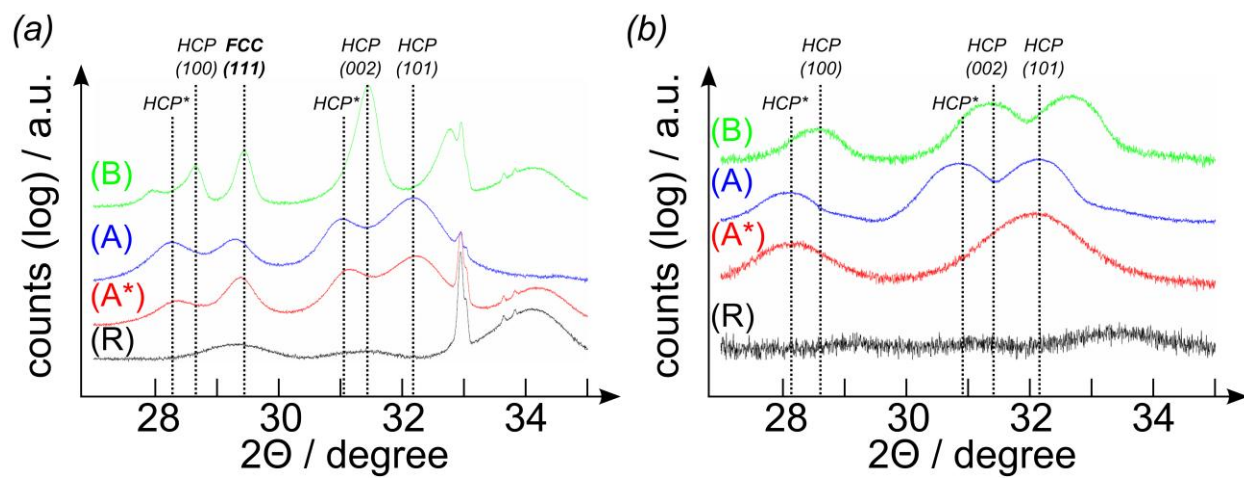 (a)
HCP FCC HCP HCP
(100) (111) (002) (101)
HCP* HCP*
(B)
(A)
(A*)
(R)
counts (log) / a.u.
28 30 32 34
2Θ / degree
(b)
HCP HCP HCP
(100) (002) (101)
HCP* HCP*
(B)
(A)
(A*)
(R)
counts (log) / a.u.
28 30 32 34
2Θ / degree